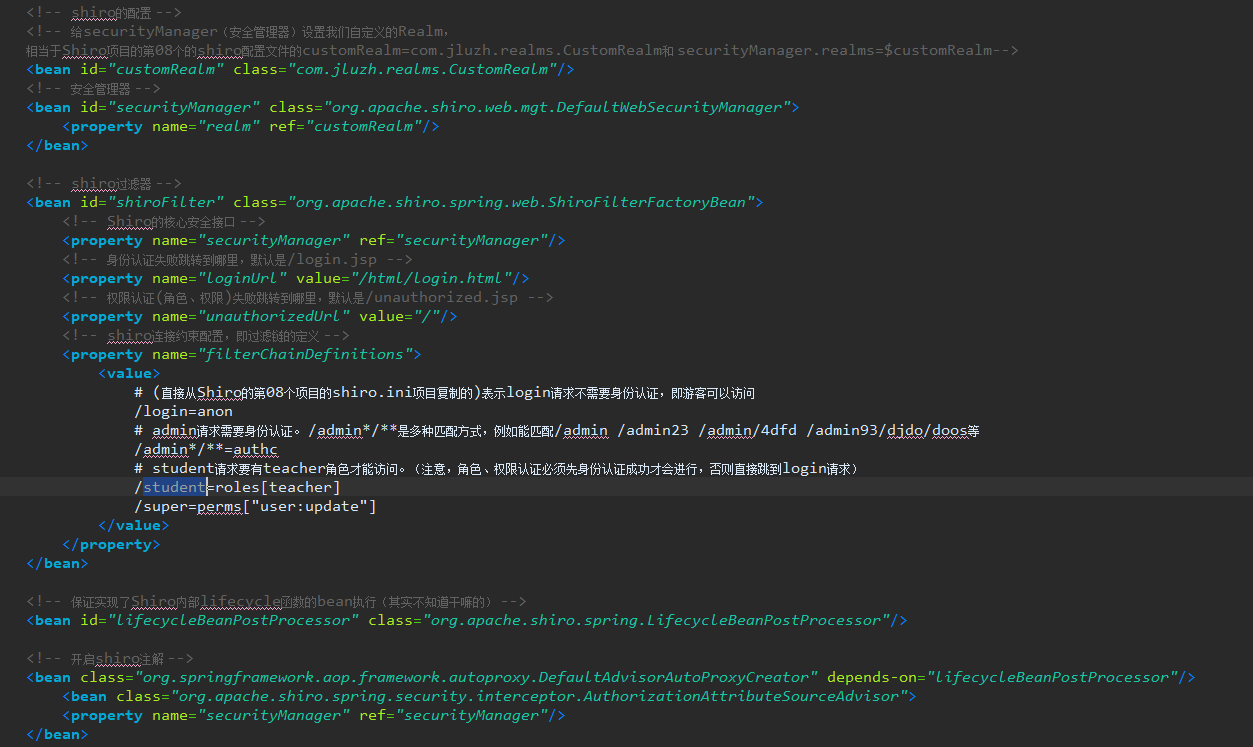 <!-- shiro的配置 -->
<!-- 给securityManager（安全管理器）设置我们自定义的Realm，
相当于Shiro项目的第08个的shiro配置文件的customRealm=com.jluzh.realms.CustomRealm和 securityManager.realms=$customRealm-->
<bean id="customRealm" class="com.jluzh.realms.CustomRealm"/>
<!-- 安全管理器 -->
<bean id="securityManager" class="org.apache.shiro.web.mgt.DefaultWebSecurityManager">
<property name="realm" ref="customRealm"/>
</bean>
<!-- shiro过滤器 -->
<bean id="shiroFilter" class="org.apache.shiro.spring.web.ShiroFilterFactoryBean">
<!-- Shiro的核心安全接口 -->
<property name="securityManager" ref="securityManager"/>
<!-- 身份认证失败跳转到哪里，默认是/login.jsp -->
<property name="loginUrl" value="/html/login.html"/>
<!-- 权限认证(角色、权限)失败跳转到哪里，默认是/unauthorized.jsp -->
<property name="unauthorizedUrl" value="/"/>
<!-- shiro连接约束配置，即过滤链的定义 -->
<property name="filterChainDefinitions">
<value>
# (直接从Shiro的第08个项目的shiro.ini项目复制的)表示login请求不需要身份认证，即游客可以访问
/login=anon
# admin请求需要身份认证。/admin*/**是多种匹配方式，例如能匹配/admin /admin23 /admin/4dfd /admin93/djdo/doos等
/admin*/**=authc
# student请求要有teacher角色才能访问。（注意，角色、权限认证必须先身份认证成功才会进行，否则直接跳到login请求）
/student=roles[teacher]
/super=perms["user:update"]
</value>
</property>
</bean>
<!-- 保证实现了Shiro内部lifecycle函数的bean执行（其实不知道干嘛的） -->
<bean id="lifecycleBeanPostProcessor" class="org.apache.shiro.spring.LifecycleBeanPostProcessor"/>
<!-- 开启shiro注解 -->
<bean class="org.springframework.aop.framework.autoproxy.DefaultAdvisorAutoProxyCreator" depends-on="lifecycleBeanPostProcessor"/>
<bean class="org.apache.shiro.spring.security.interceptor.AuthorizationAttributeSourceAdvisor">
<property name="securityManager" ref="securityManager"/>
</bean>